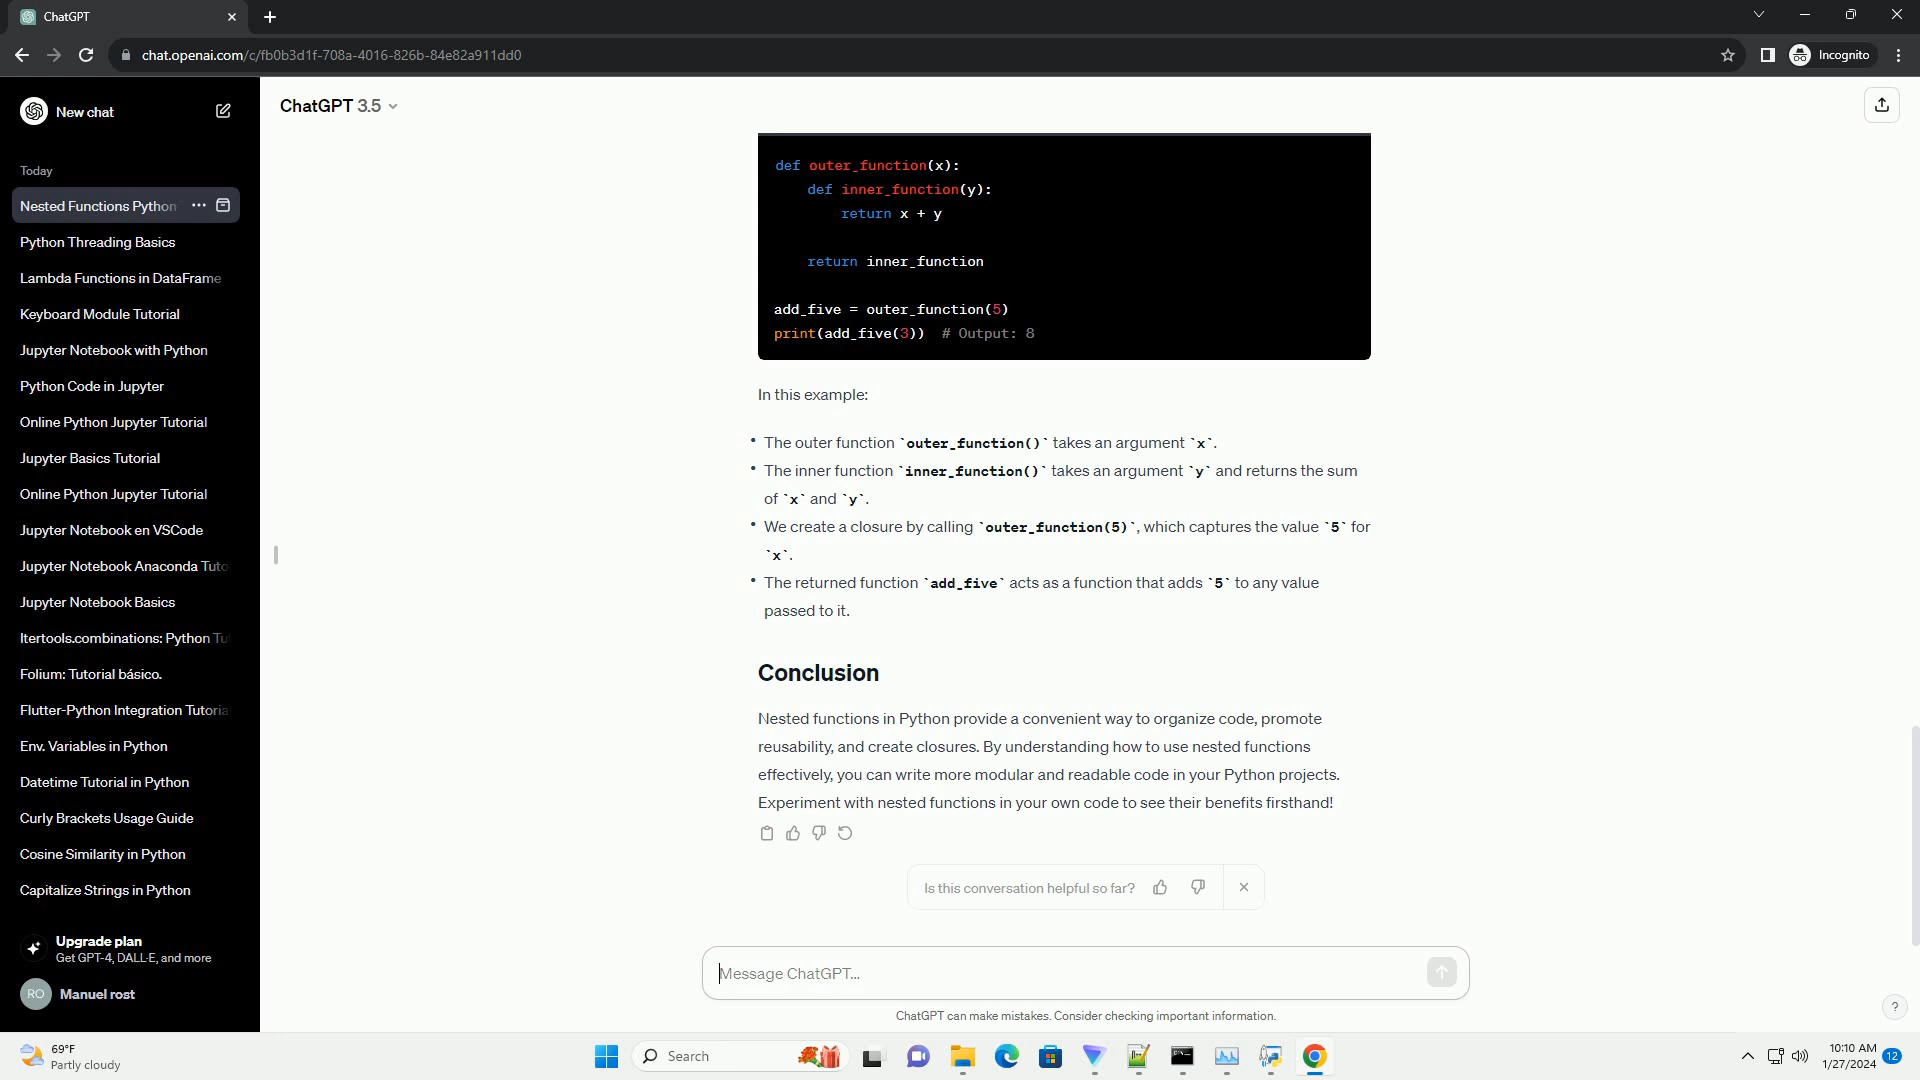 ChatGPT
chat.openai.com/c/fb0b3d1f-708a-4016-826b-84e82a911dd0
Incognito
New chat
Today
Nested Functions Python
Python Threading Basics
Lambda Functions in DataFrame
Keyboard Module Tutorial
Jupyter Notebook with Python
Python Code in Jupyter
Online Python Jupyter Tutorial
Jupyter Basics Tutorial
Online Python Jupyter Tutorial
Jupyter Notebook en VSCode
Jupyter Notebook Anaconda Tuto
Jupyter Notebook Basics
Itertools.combinations: Python Tu
Folium: Tutorial básico.
Flutter-Python Integration Tutoria
Env. Variables in Python
Datetime Tutorial in Python
Curly Brackets Usage Guide
Cosine Similarity in Python
Capitalize Strings in Python
Upgrade plan
Get GPT-4, DALL·E, and more
RO Manuel rost
ChatGPT 3.5
def outer_function(x):
    def inner_function(y):
        return x + y
    return inner_function
add_five = outer_function(5)
print(add_five(3))  # Output: 8
In this example:
• The outer function `outer_function()` takes an argument `x`.
• The inner function `inner_function()` takes an argument `y` and returns the sum
of `x` and `y`.
• We create a closure by calling `outer_function(5)`, which captures the value `5` for
`x`.
• The returned function `add_five` acts as a function that adds `5` to any value
passed to it.
Conclusion
Nested functions in Python provide a convenient way to organize code, promote
reusability, and create closures. By understanding how to use nested functions
effectively, you can write more modular and readable code in your Python projects.
Experiment with nested functions in your own code to see their benefits firsthand!
Is this conversation helpful so far?
Message ChatGPT...
ChatGPT can make mistakes. Consider checking important information.
?
69°F
Partly cloudy
Search
10:10 AM
1/27/2024
12